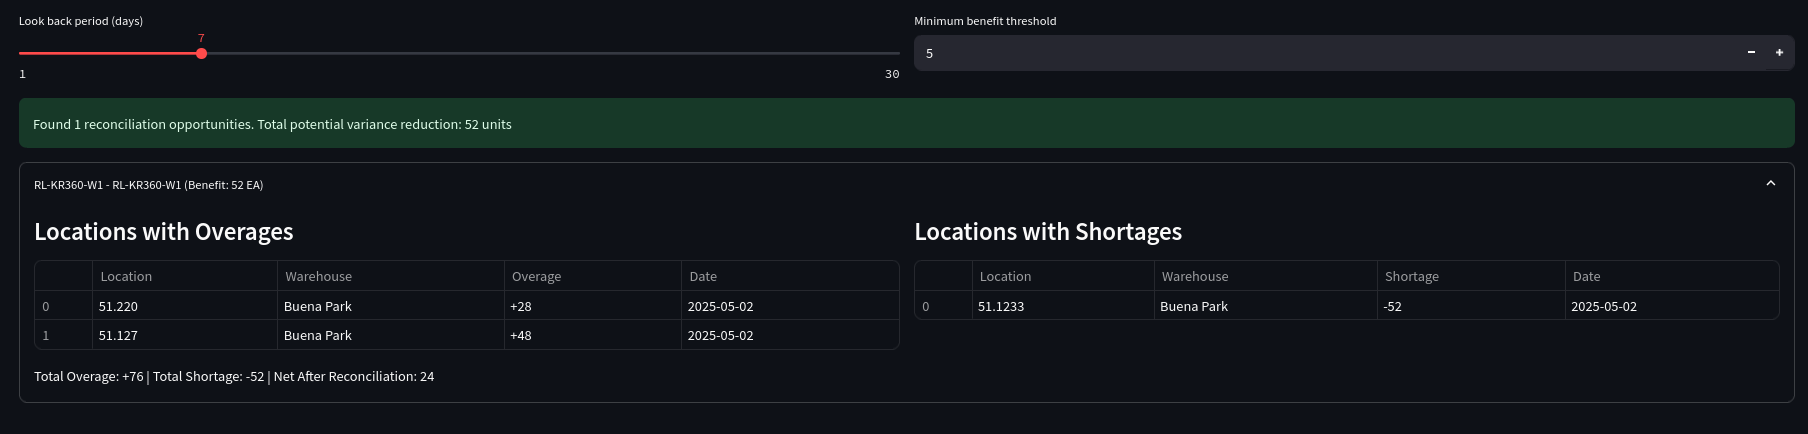 Look back period (days)
7
1
30
Minimum benefit threshold
5
Found 1 reconciliation opportunities. Total potential variance reduction: 52 units
RL-KR360-W1 - RL-KR360-W1 (Benefit: 52 EA)
Locations with Overages
Location Warehouse Overage Date
0 51.220 Buena Park +28 2025-05-02
1 51.127 Buena Park +48 2025-05-02
Total Overage: +76 | Total Shortage: -52 | Net After Reconciliation: 24
Locations with Shortages
Location Warehouse Shortage Date
0 51.1233 Buena Park -52 2025-05-02